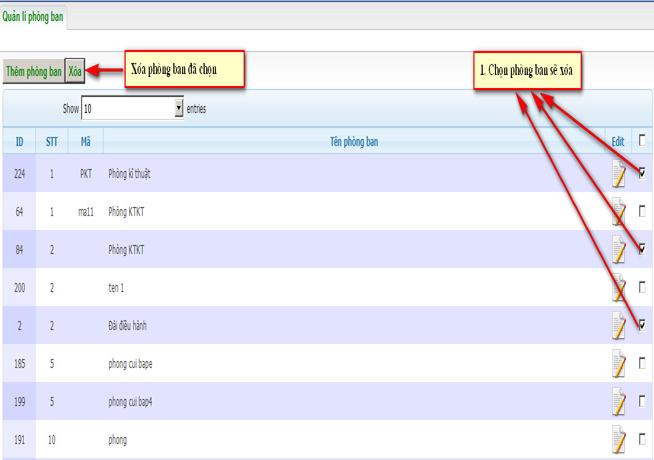 Quản lí phòng ban
Thêm phòng ban Xóa
Xóa phòng ban đã chọn
1. Chọn phòng ban sẽ xóa
Show 10 entries
ID STT Mã Tên phòng ban Edit
224 1 PKT Phòng kĩ thuật
64 1 ma11 Phòng KTKT
84 2 Phòng KTKT
200 2 ten 1
2 2 Đài điều hành
185 5 phong cui bape
199 5 phong cui bap4
191 10 phong